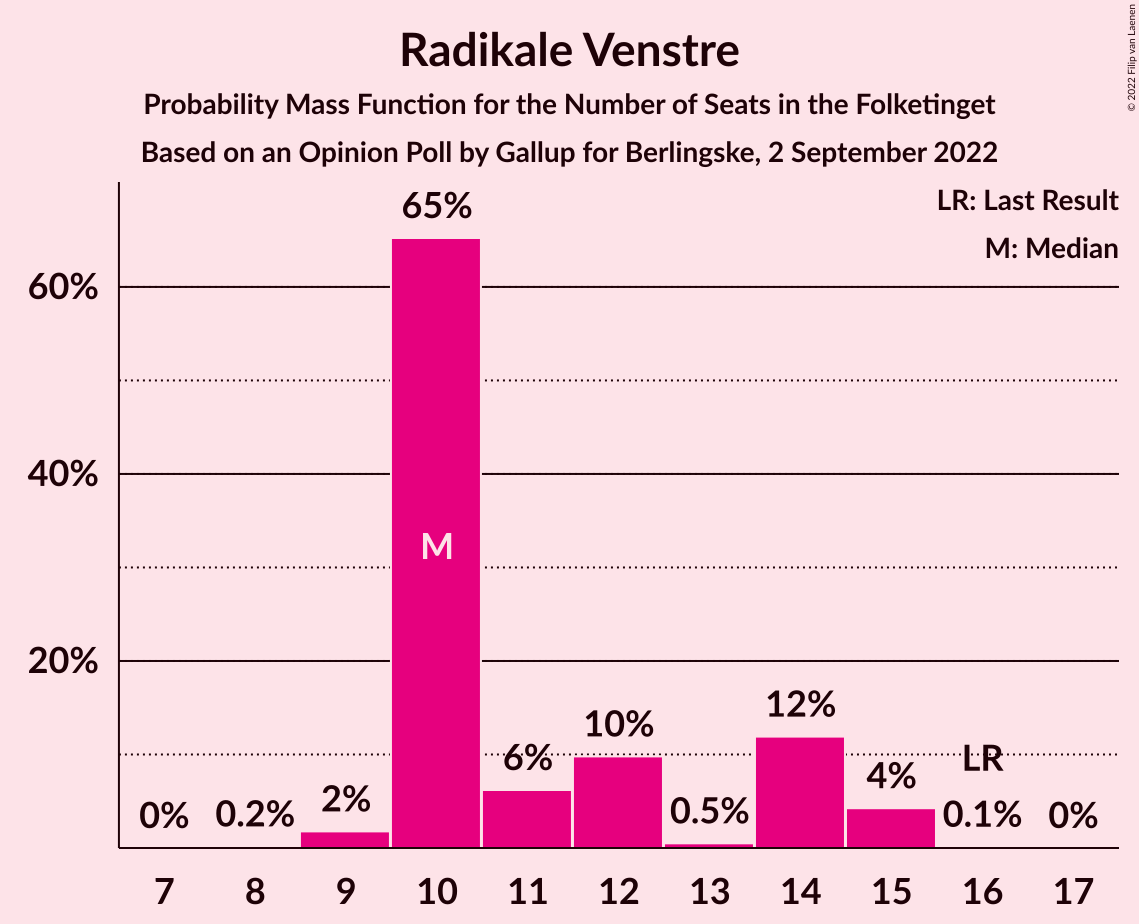 Radikale Venstre
Probability Mass Function for the Number of Seats in the Folketinget
Based on an Opinion Poll by Gallup for Berlingske, 2 September 2022
© 2022 Filip van Laenen
LR: Last Result
M: Median
60%
40%
20%
0%
0.2%
2%
65%
M
6%
10%
0.5%
12%
4%
LR
0.1%
0%
7 8 9 10 11 12 13 14 15 16 17